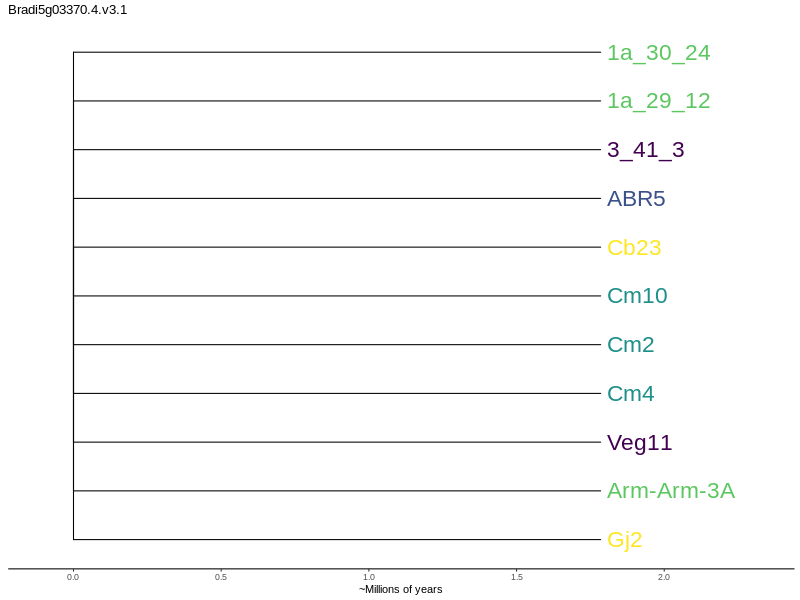 Bradi5g03370.4.v3.1
1a_30_24
1a_29_12
3_41_3
ABR5
Cb23
Cm10
Cm2
Cm4
Veg11
Arm-Arm-3A
Gj2
0.0 0.5 1.0 1.5 2.0
~Millions of years